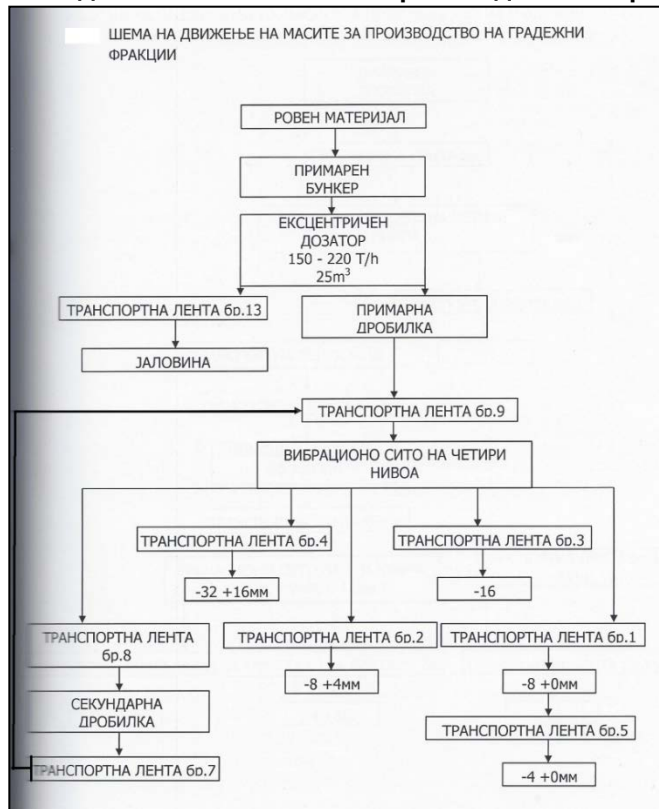 ШЕМА НА ДВИЖЕЊЕ НА МАСИТЕ ЗА ПРОИЗВОДСТВО НА ГРАДЕЖНИ
ФРАКЦИИ
РОВЕН МАТЕРИЈАЛ
ПРИМАРЕН
БУНКЕР
ЕКСЦЕНТРИЧЕН
ДОЗАТОР
150 - 220 T/h
25m³
ТРАНСПОРТНА ЛЕНТА бр.13
ПРИМАРНА
ДРОБИЛКА
ЈАЛОВИНА
ТРАНСПОРТНА ЛЕНТА бр.9
ВИБРАЦИОНО СИТО НА ЧЕТИРИ
НИВОА
ТРАНСПОРТНА ЛЕНТА бр.4
ТРАНСПОРТНА ЛЕНТА бр.3
-32 +16мм
-16
ТРАНСПОРТНА ЛЕНТА
бр.8
ТРАНСПОРТНА ЛЕНТА бр.2
ТРАНСПОРТНА ЛЕНТА бр.1
-8 +4мм
-8 +0мм
СЕКУНДАРНА
ДРОБИЛКА
ТРАНСПОРТНА ЛЕНТА бр.5
ТРАНСПОРТНА ЛЕНТА бр.7
-4 +0мм